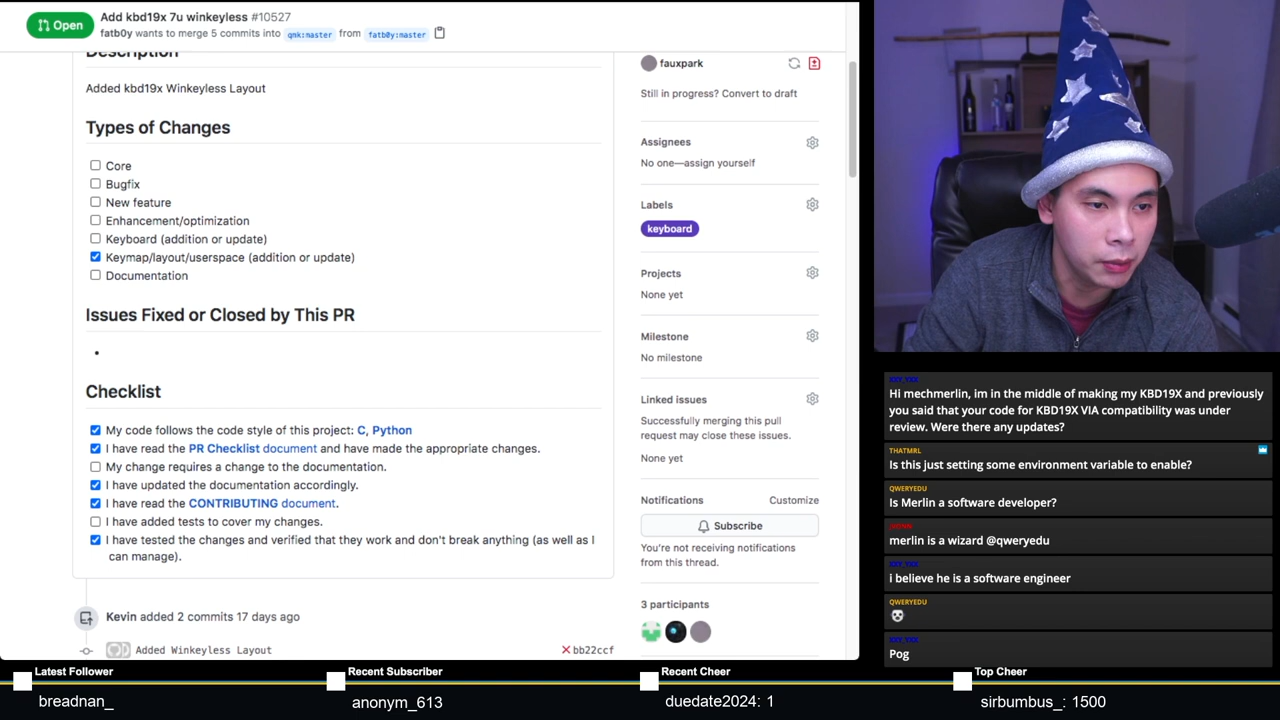 Open
Add kbd19x 7u winkeyless #10527
fatb0y wants to merge 5 commits into qmk:master from fatb0y:master
Description
Added kbd19x Winkeyless Layout
Types of Changes
Core
Bugfix
New feature
Enhancement/optimization
Keyboard (addition or update)
Keymap/layout/userspace (addition or update)
Documentation
Issues Fixed or Closed by This PR
Checklist
My code follows the code style of this project: C, Python
I have read the PR Checklist document and have made the appropriate changes.
My change requires a change to the documentation.
I have updated the documentation accordingly.
I have read the CONTRIBUTING document.
I have added tests to cover my changes.
I have tested the changes and verified that they work and don't break anything (as well as I
can manage).
Kevin added 2 commits 17 days ago
Added Winkeyless Layout
bb22ccf
fauxpark
Still in progress? Convert to draft
Assignees
No one—assign yourself
Labels
keyboard
Projects
None yet
Milestone
No milestone
Linked issues
Successfully merging this pull
request may close these issues.
None yet
Notifications
Customize
Subscribe
You're not receiving notifications
from this thread.
3 participants
Hi mechmerlin, im in the middle of making my KBD19X and previously
you said that your code for KBD19X VIA compatibility was under
review. Were there any updates?
THATMRL
Is this just setting some environment variable to enable?
QWERYEDU
Is Merlin a software developer?
merlin is a wizard @qweryedu
i believe he is a software engineer
QWERYEDU
Pog
Latest Follower
breadnan_
Recent Subscriber
anonym_613
Recent Cheer
duedate2024: 1
Top Cheer
sirbumbus_: 1500